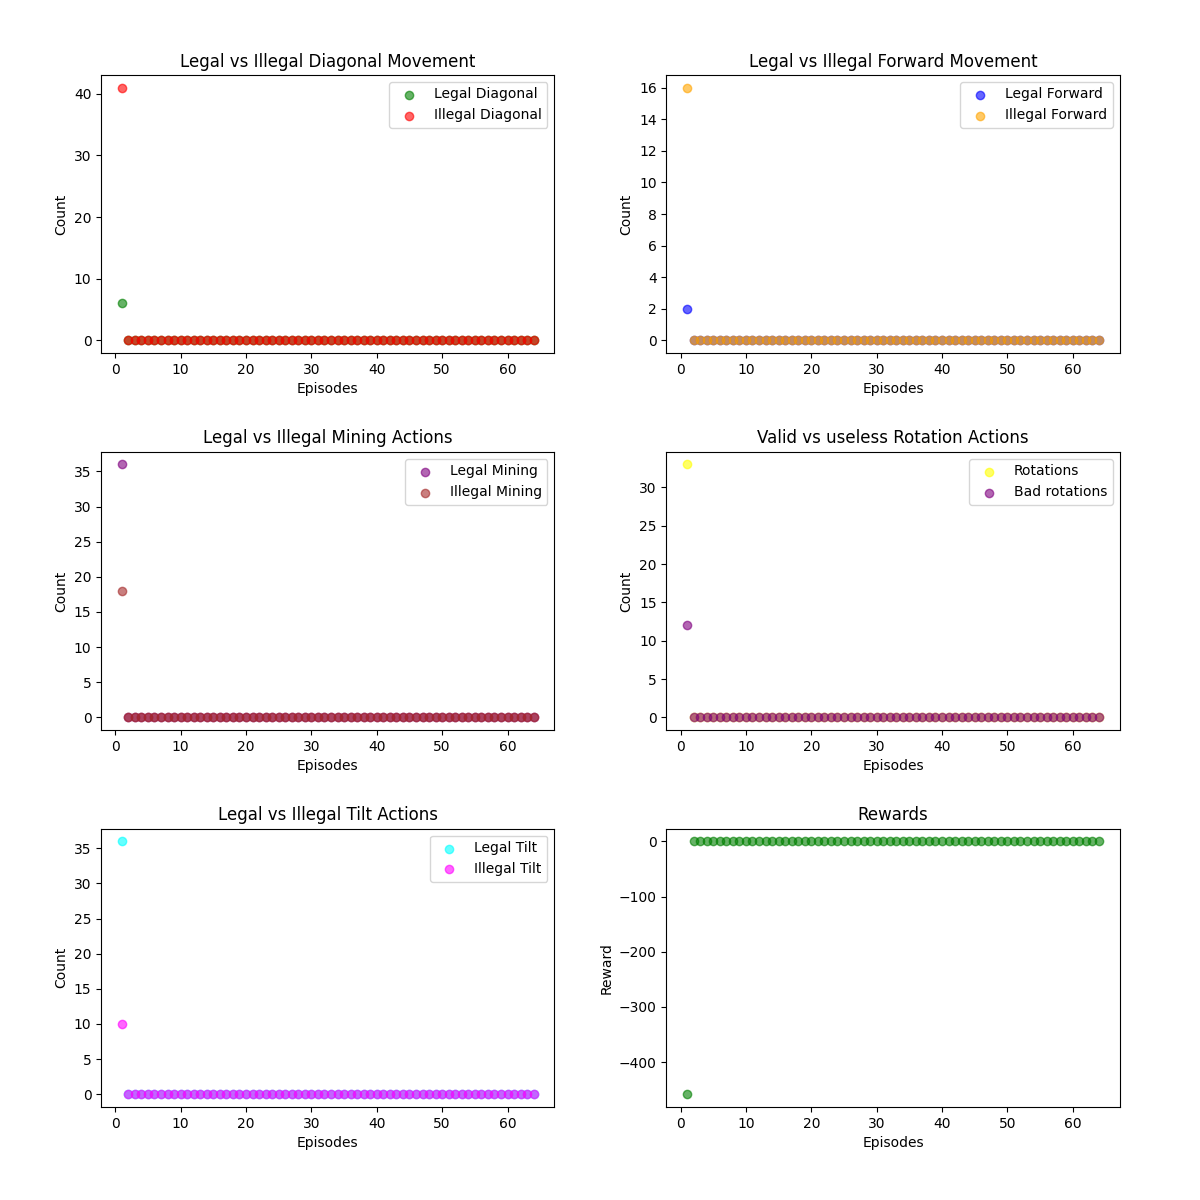 Legal vs Illegal Diagonal Movement
Count
40
30
20
10
0
Legal Diagonal
Illegal Diagonal
0 10 20 30 40 50 60
Episodes
Legal vs Illegal Forward Movement
Count
16
14
12
10
8
6
4
2
0
Legal Forward
Illegal Forward
0 10 20 30 40 50 60
Episodes
Legal vs Illegal Mining Actions
Count
35
30
25
20
15
10
5
0
Legal Mining
Illegal Mining
0 10 20 30 40 50 60
Episodes
Valid vs useless Rotation Actions
Count
30
25
20
15
10
5
0
Rotations
Bad rotations
0 10 20 30 40 50 60
Episodes
Legal vs Illegal Tilt Actions
Count
35
30
25
20
15
10
5
0
Legal Tilt
Illegal Tilt
0 10 20 30 40 50 60
Episodes
Rewards
Reward
0
−100
−200
−300
−400
0 10 20 30 40 50 60
Episodes